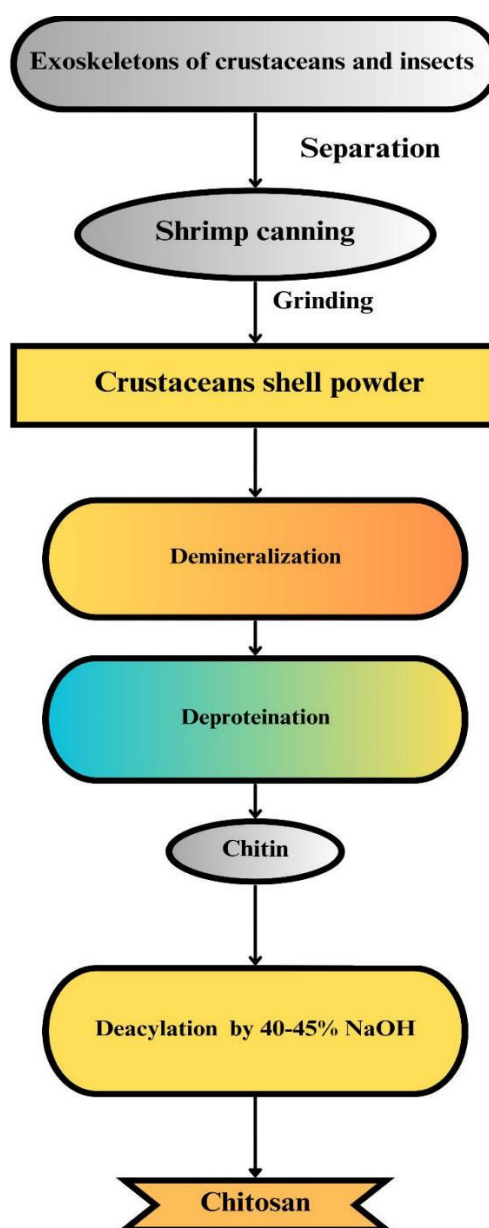 Exoskeletons of crustaceans and insects
Separation
Shrimp canning
Grinding
Crustaceans shell powder
Demineralization
Deproteination
Chitin
Deacylation by 40-45% NaOH
Chitosan